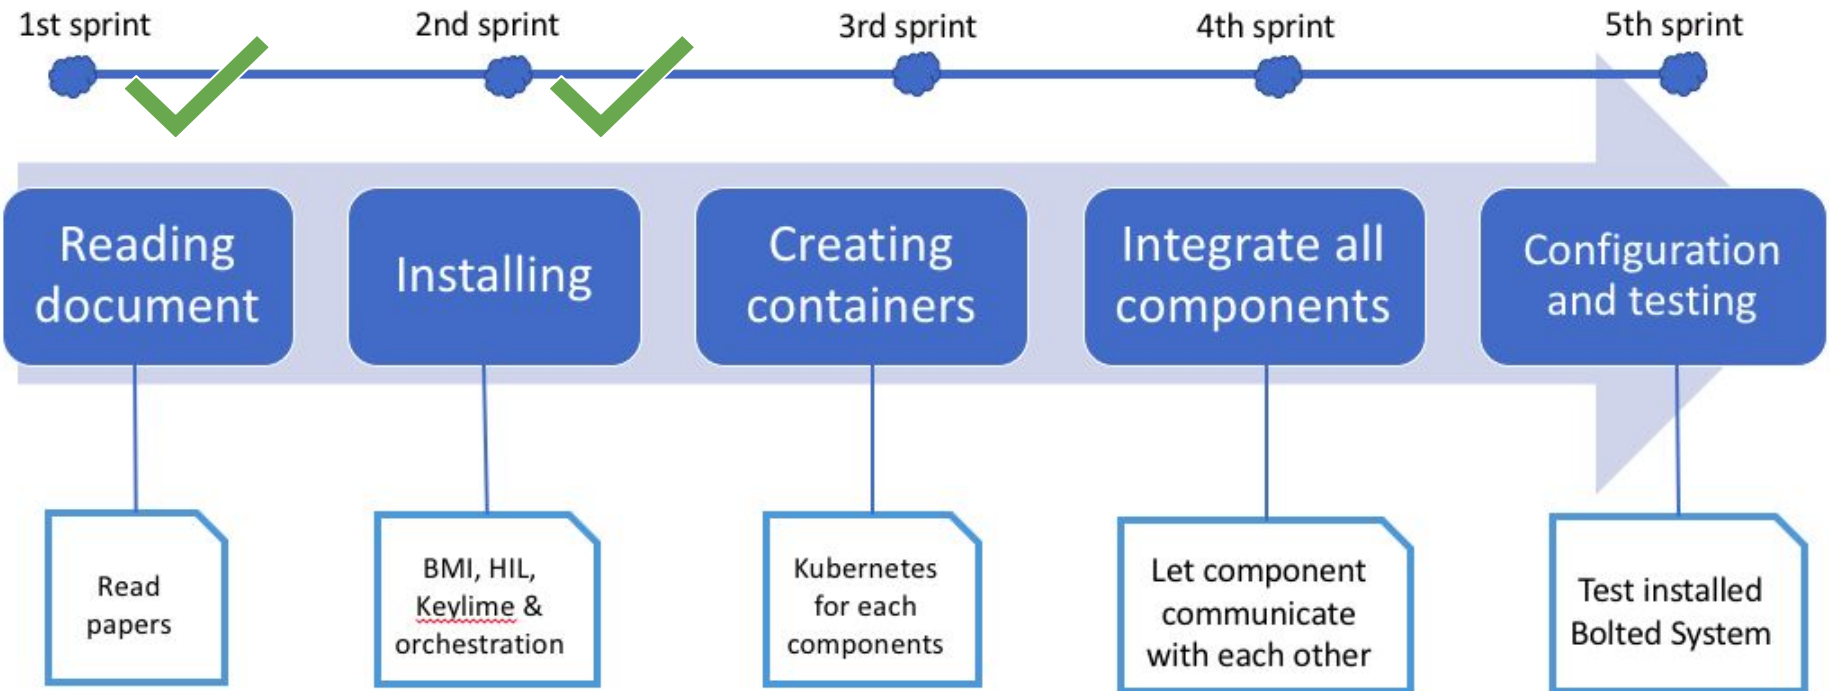 1st sprint
2nd sprint
3rd sprint
4th sprint
5th sprint
Reading
document
Installing
Creating
containers
Integrate all
components
Configuration
and testing
Read
papers
BMI, HIL,
Keylime &
orchestration
Kubernetes
for each
components
Let component
communicate
with each other
Test installed
Bolted System